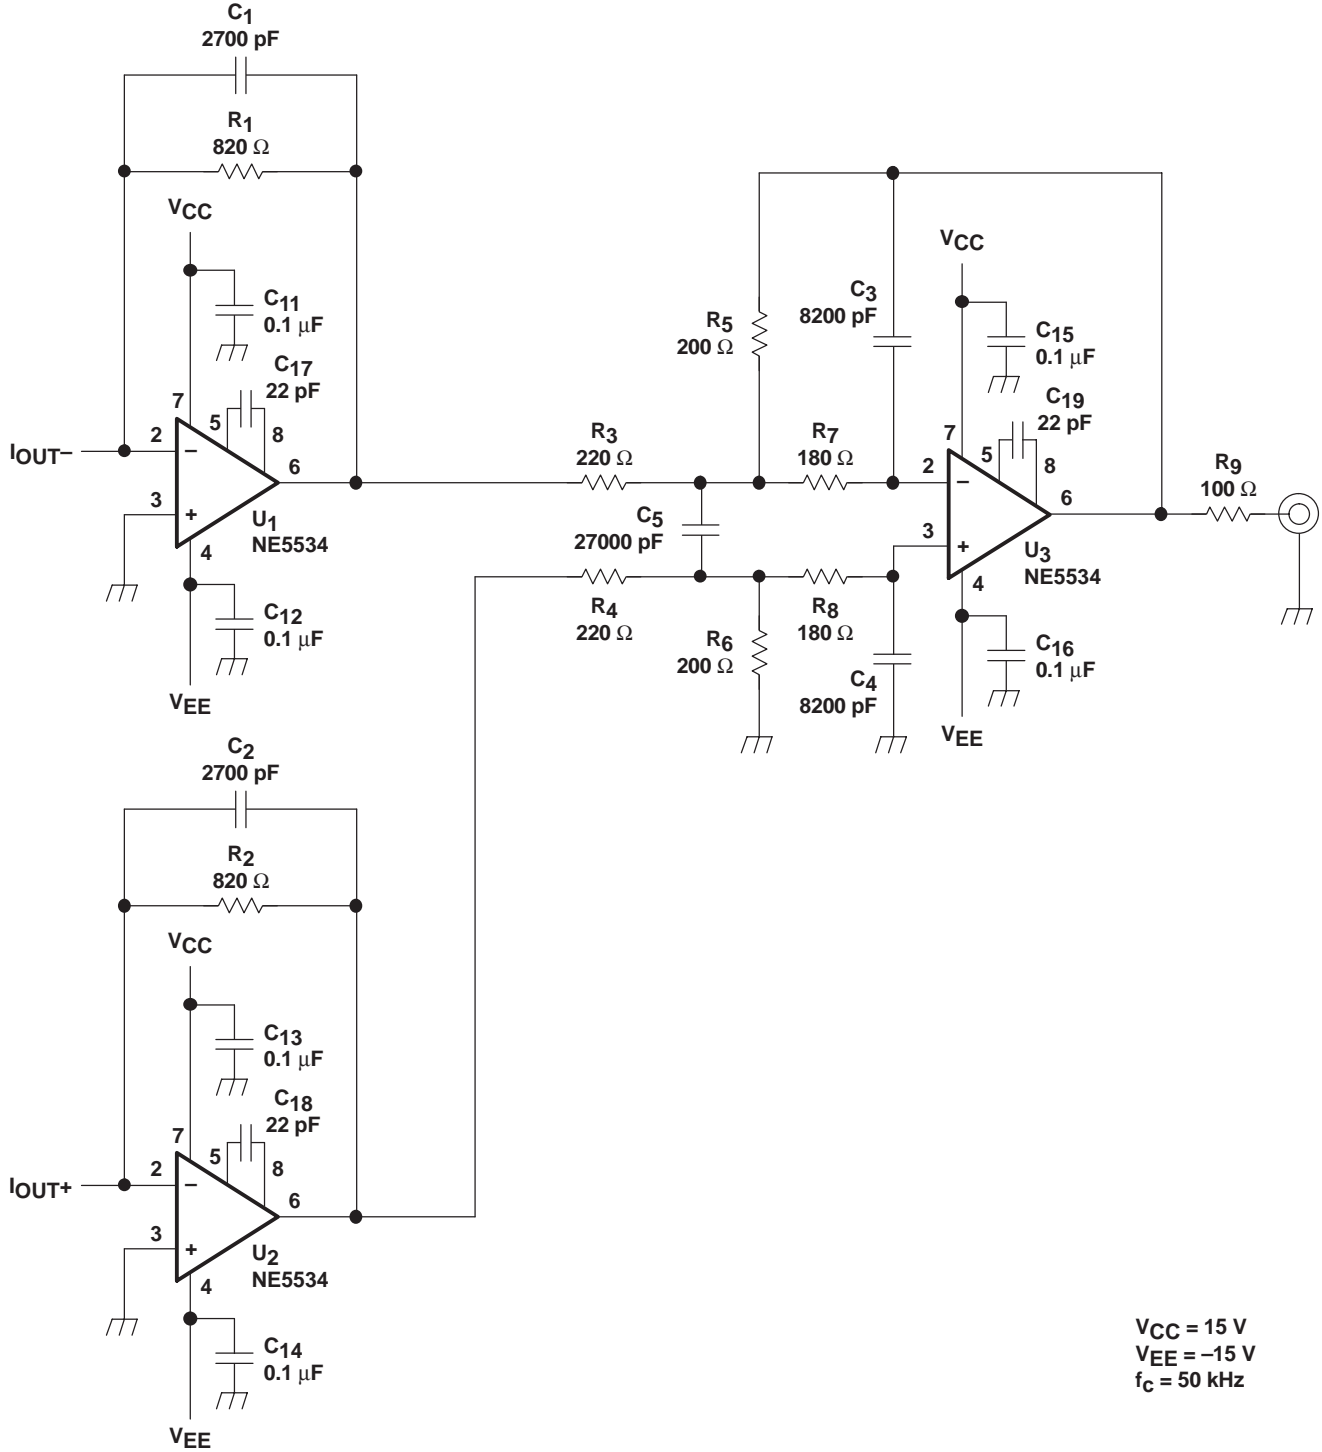 C1
2700 pF
R1
820 Ω
VCC
C11
0.1 μF
C17
22 pF
7
5
8
2
IOUT–
–
6
3
+
U1
NE5534
4
C12
0.1 μF
VEE
R3
220 Ω
C5
27000 pF
R4
220 Ω
R5
200 Ω
C3
8200 pF
R7
180 Ω
R8
180 Ω
R6
200 Ω
C4
8200 pF
VCC
C15
0.1 μF
C19
22 pF
7
5
8
2
–
6
3
+
U3
NE5534
4
C16
0.1 μF
VEE
R9
100 Ω
C2
2700 pF
R2
820 Ω
VCC
C13
0.1 μF
C18
22 pF
7
5
8
2
IOUT+
–
6
3
+
U2
NE5534
4
C14
0.1 μF
VEE
VCC = 15 V
VEE = –15 V
fc = 50 kHz